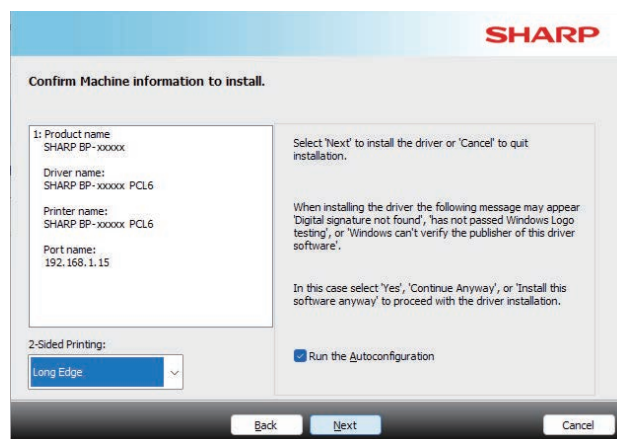 SHARP
Confirm Machine information to install.
1: Product name
SHARP BP-xxxxx
Driver name:
SHARP BP-xxxxx PCL6
Printer name:
SHARP BP-xxxxx PCL6
Port name:
192.168.1.15
2-Sided Printing:
Long Edge
Select 'Next' to install the driver or 'Cancel' to quit
installation.
When installing the driver the following message may appear
'Digital signature not found', 'has not passed Windows Logo
testing', or 'Windows can't verify the publisher of this driver
software'.
In this case select 'Yes', 'Continue Anyway', or 'Install this
software anyway' to proceed with the driver installation.
Run the Autoconfiguration
Back
Next
Cancel